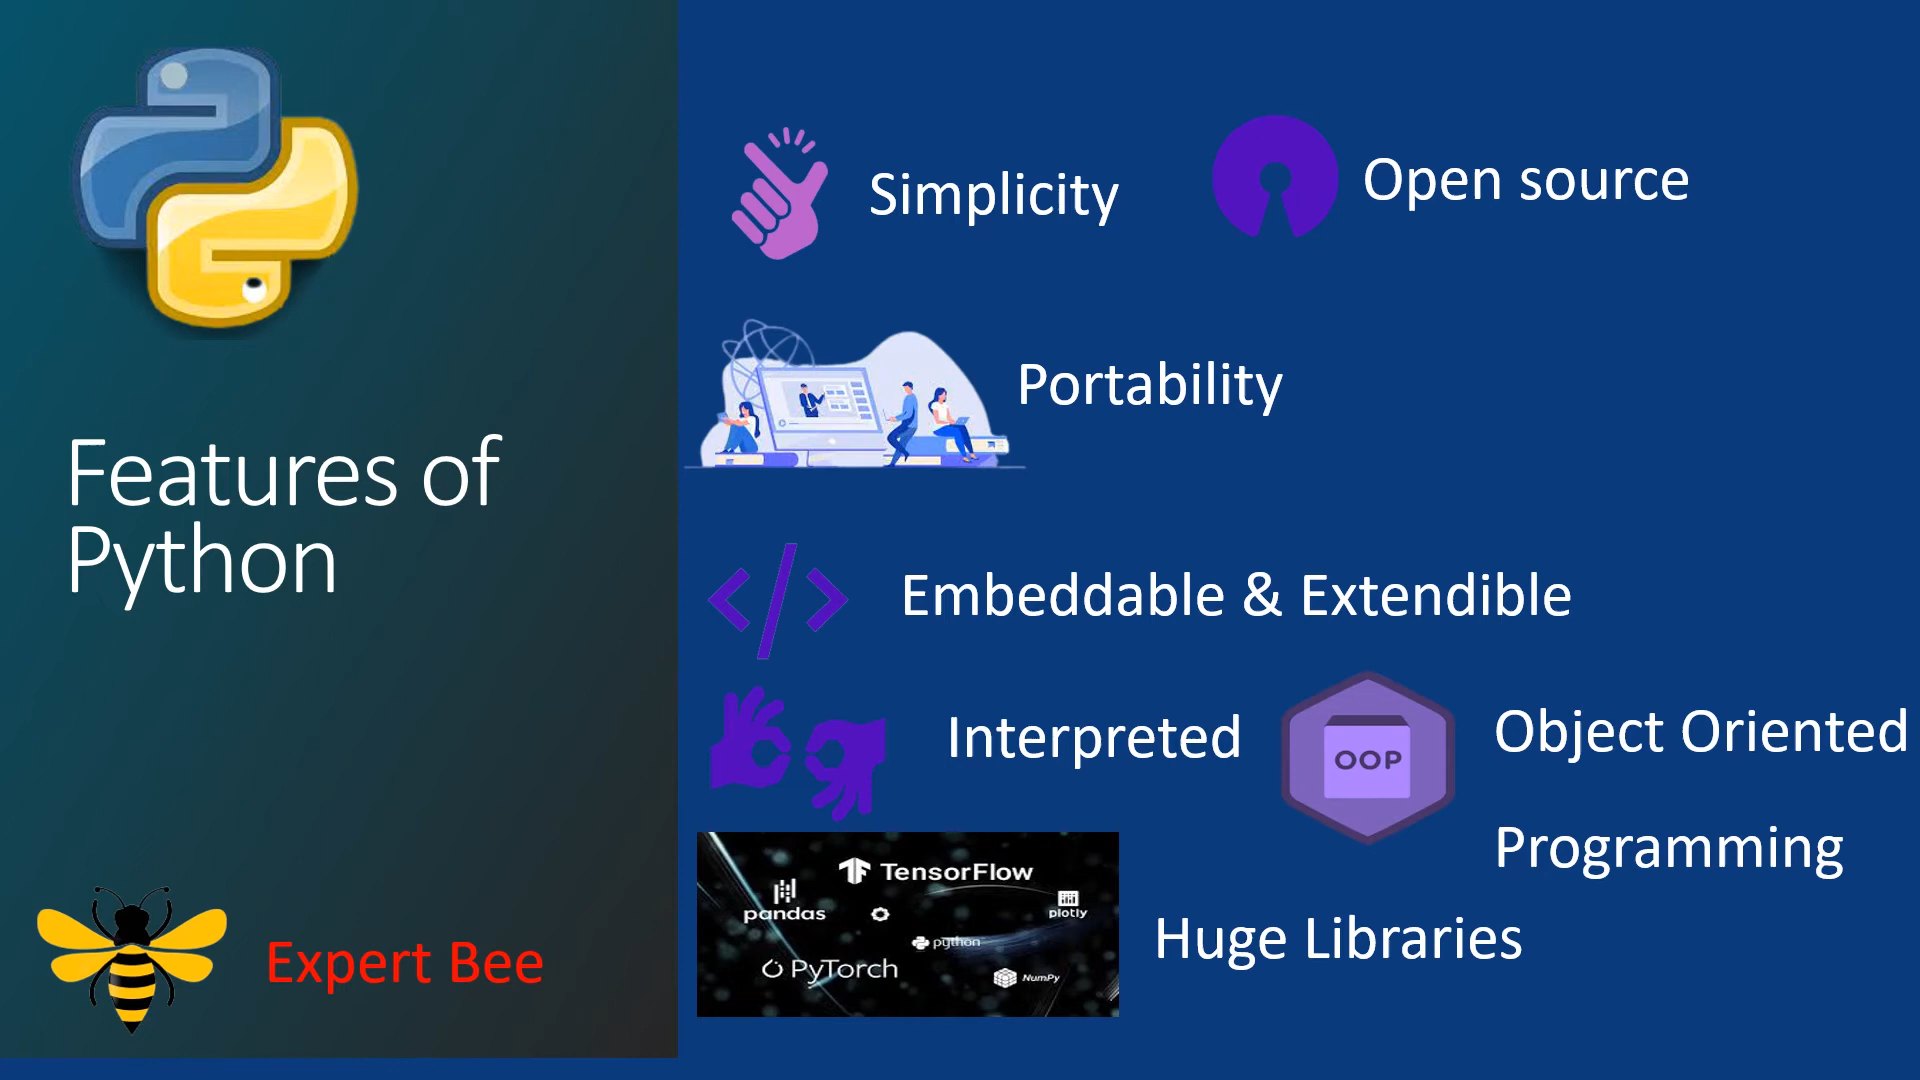 Features of
Python
Expert Bee
Simplicity
Open source
Portability
Embeddable & Extendible
Interpreted
OOP
Object Oriented
Programming
TensorFlow
pandas
plotly
python
PyTorch
NumPy
Huge Libraries